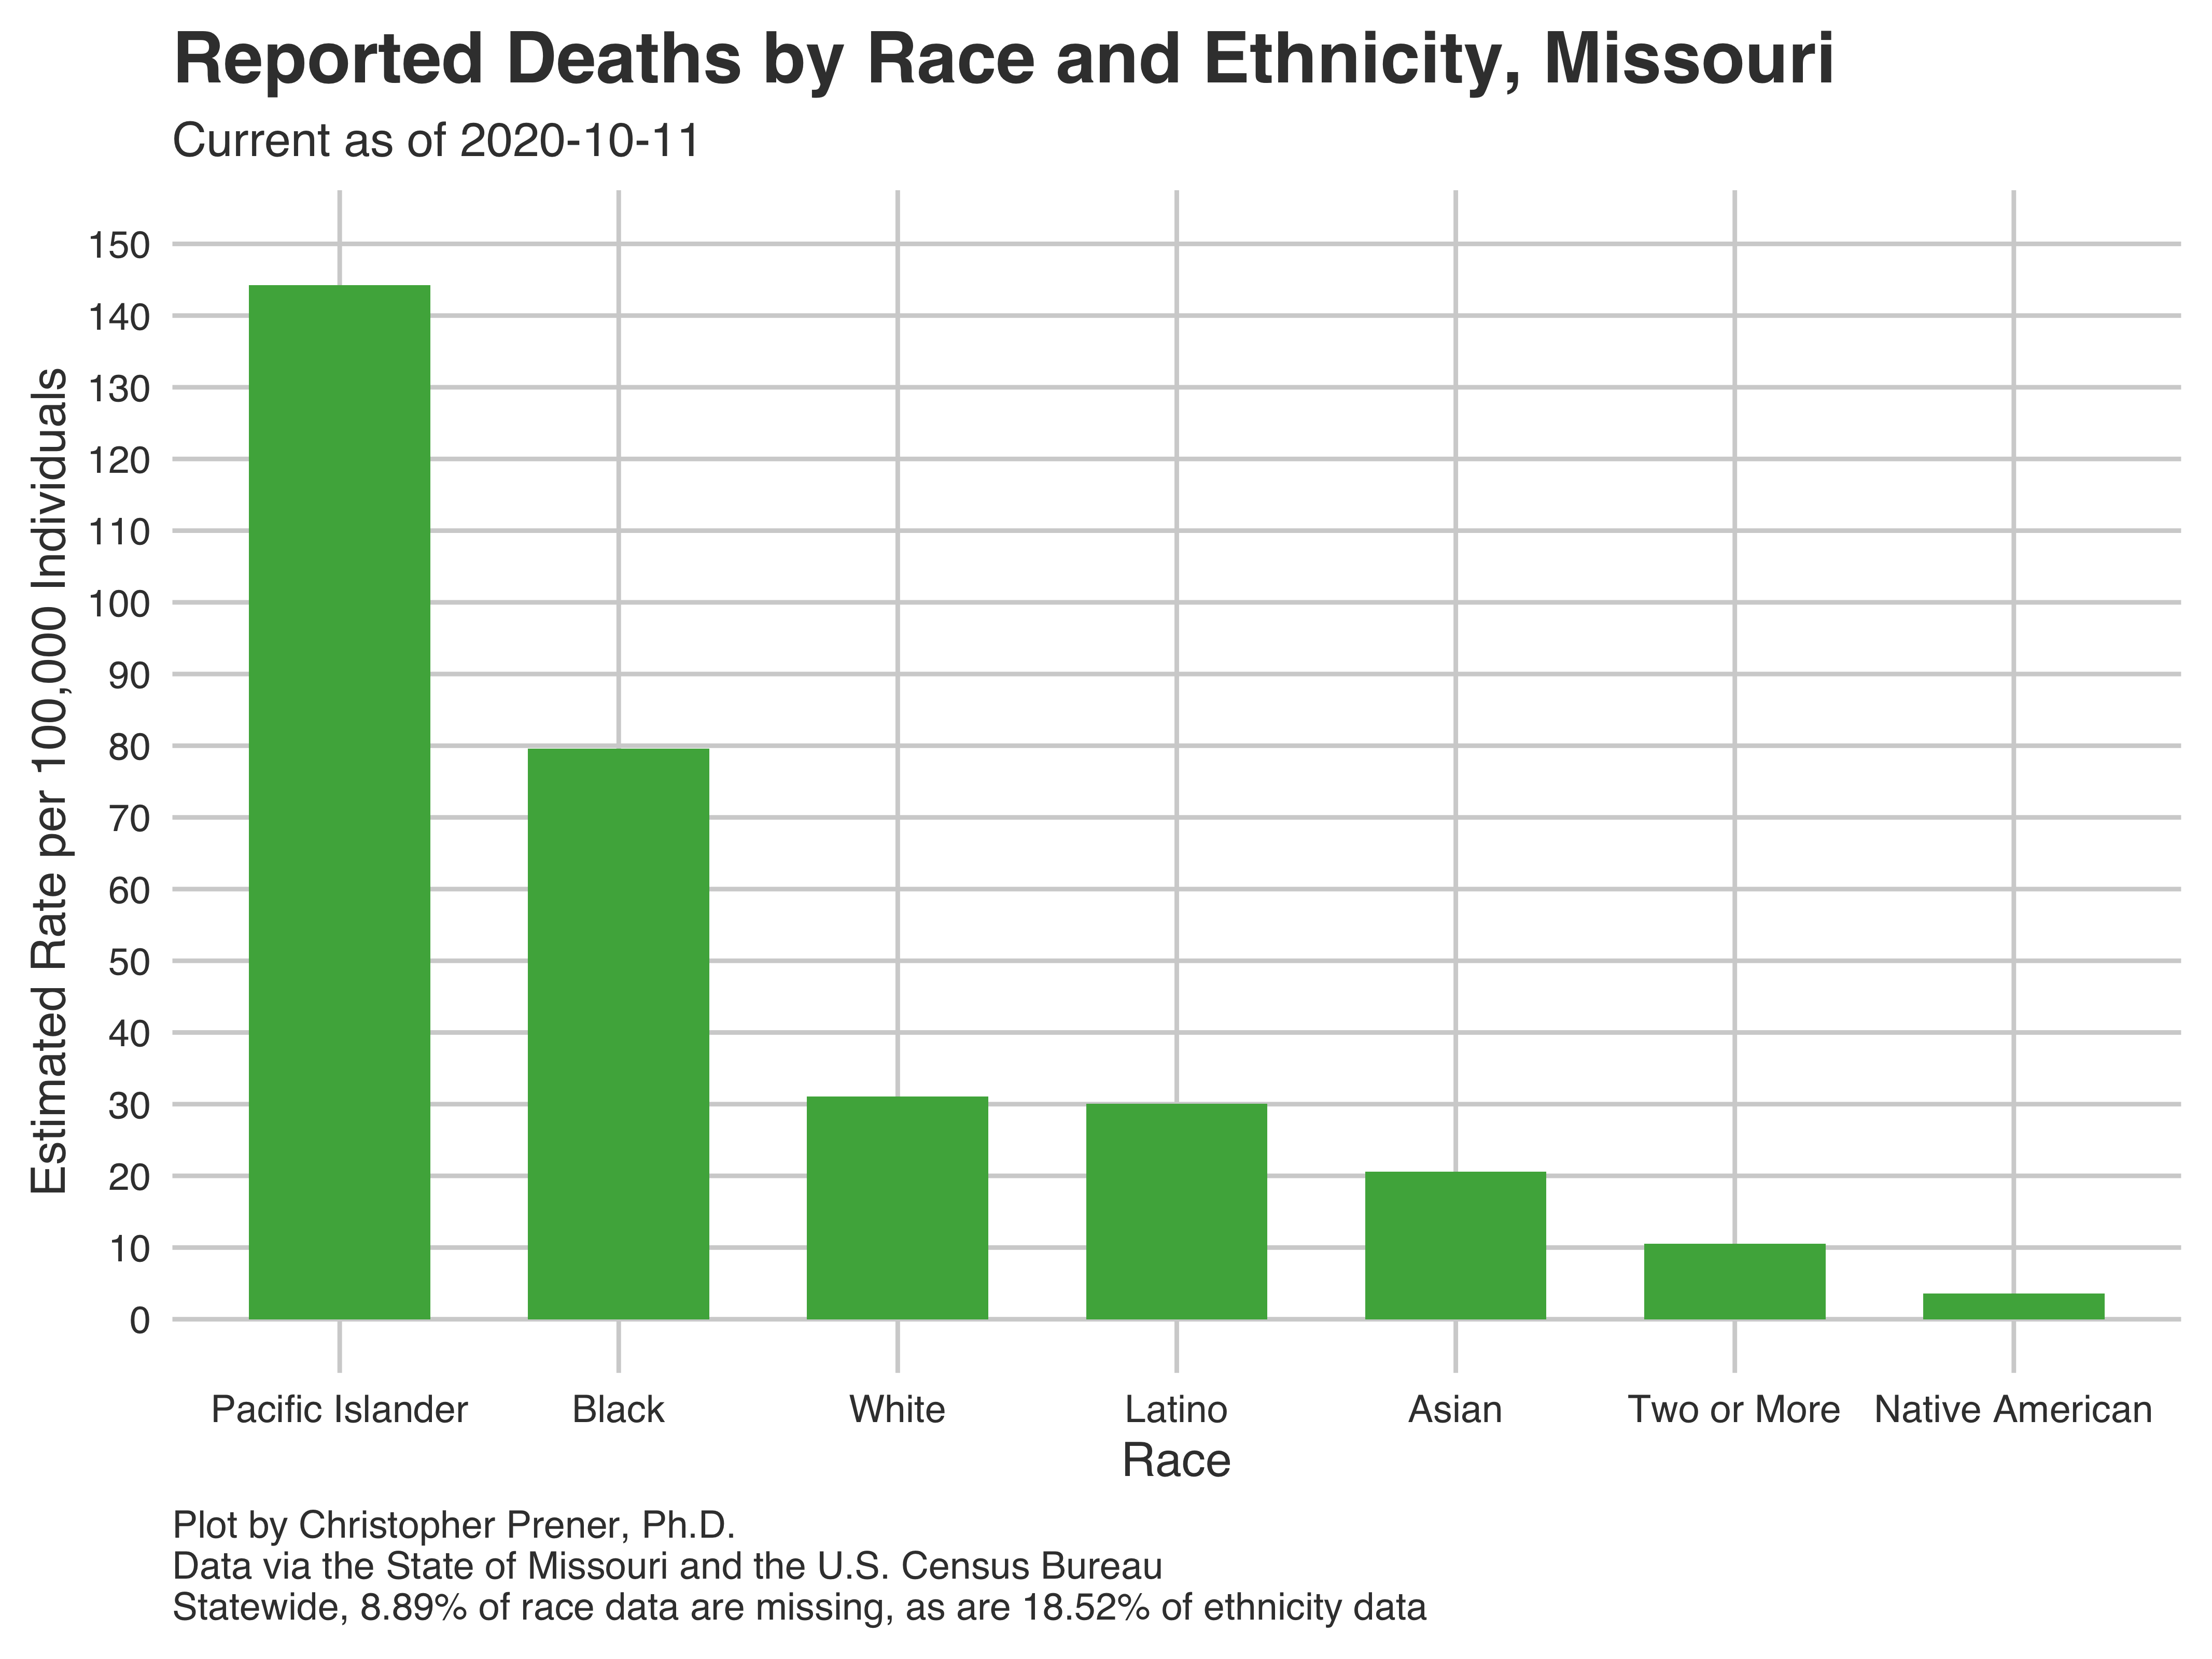 Reported Deaths by Race and Ethnicity, Missouri
Current as of 2020-10-11
Estimated Rate per 100,000 Individuals
150
140
130
120
110
100
90
80
70
60
50
40
30
20
10
0
Pacific Islander
Black
White
Latino
Asian
Two or More
Native American
Race
Plot by Christopher Prener, Ph.D.
Data via the State of Missouri and the U.S. Census Bureau
Statewide, 8.89% of race data are missing, as are 18.52% of ethnicity data